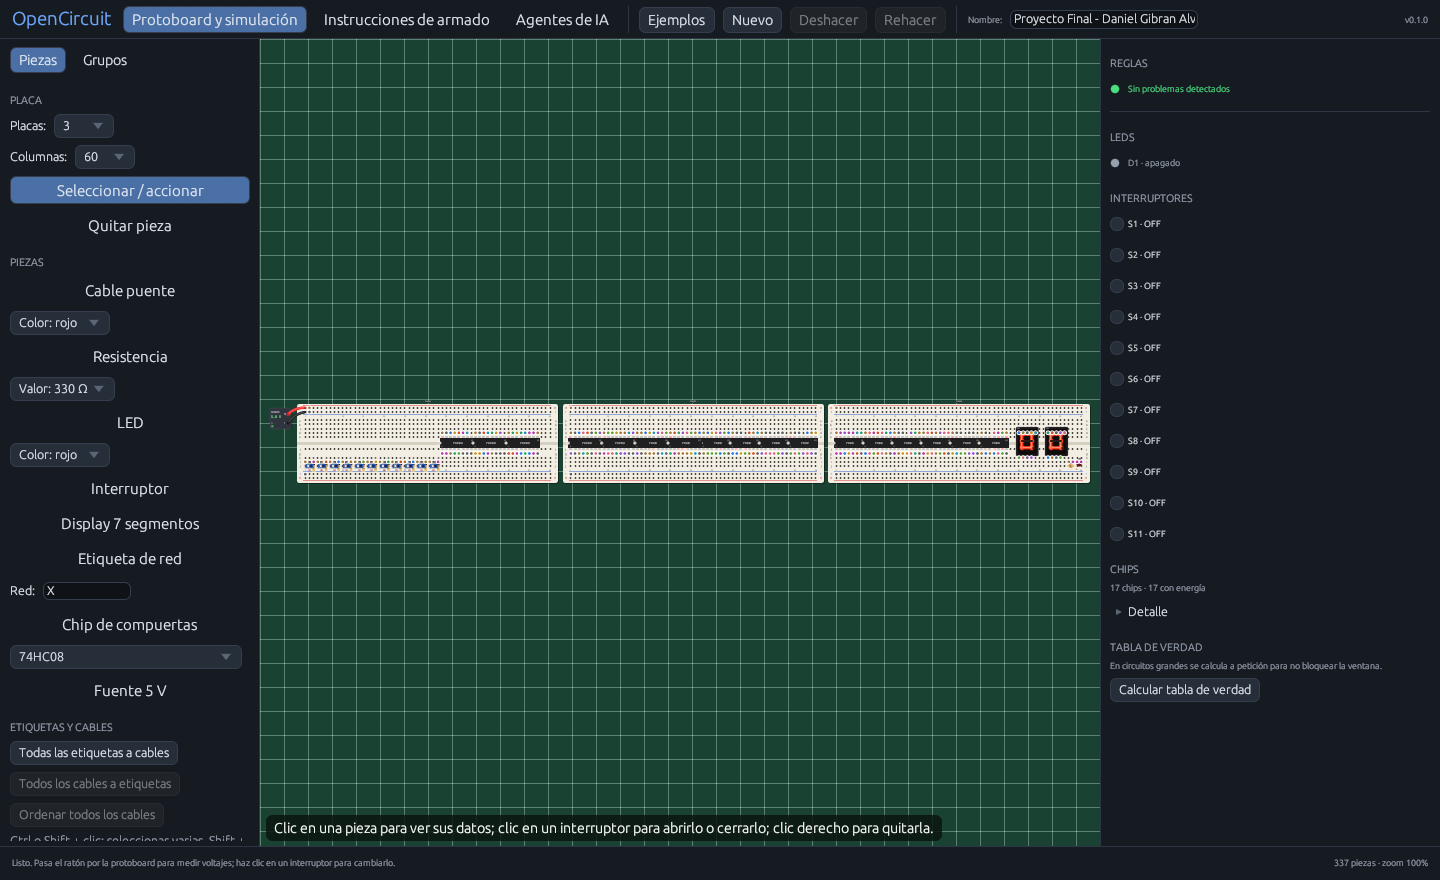 OpenCircuit
Protoboard y simulación
Instrucciones de armado
Agentes de IA
Ejemplos
Nuevo
Deshacer
Rehacer
Nombre:
Proyecto Final - Daniel Gibran Alv
v0.1.0
Piezas
Grupos
PLACA
Placas: 3
Columnas: 60
Seleccionar / accionar
Quitar pieza
PIEZAS
Cable puente
Color: rojo
Resistencia
Valor: 330 Ω
LED
Color: rojo
Interruptor
Display 7 segmentos
Etiqueta de red
Red: X
Chip de compuertas
74HC08
Fuente 5 V
ETIQUETAS Y CABLES
Todas las etiquetas a cables
Todos los cables a etiquetas
Ordenar todos los cables
Ctrl o Shift + clic: seleccionar varias. Shift +
Clic en una pieza para ver sus datos; clic en un interruptor para abrirlo o cerrarlo; clic derecho para quitarla.
REGLAS
Sin problemas detectados
LEDS
D1 · apagado
INTERRUPTORES
S1 · OFF
S2 · OFF
S3 · OFF
S4 · OFF
S5 · OFF
S6 · OFF
S7 · OFF
S8 · OFF
S9 · OFF
S10 · OFF
S11 · OFF
CHIPS
17 chips · 17 con energía
Detalle
TABLA DE VERDAD
En circuitos grandes se calcula a petición para no bloquear la ventana.
Calcular tabla de verdad
Listo. Pasa el ratón por la protoboard para medir voltajes; haz clic en un interruptor para cambiarlo.
337 piezas · zoom 100%